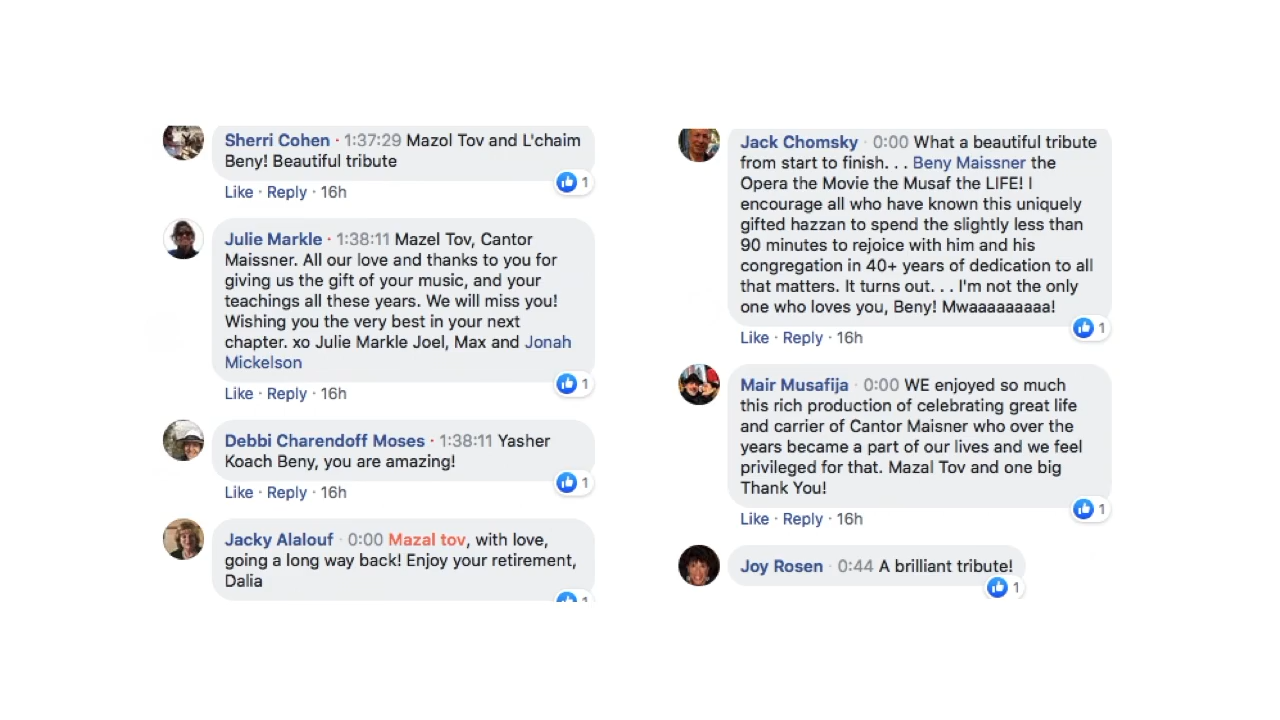 Sherri Cohen · 1:37:29 Mazol Tov and L'chaim
Beny! Beautiful tribute
1
Like · Reply · 16h
Julie Markle · 1:38:11 Mazel Tov, Cantor
Maissner. All our love and thanks to you for
giving us the gift of your music, and your
teachings all these years. We will miss you!
Wishing you the very best in your next
chapter. xo Julie Markle Joel, Max and Jonah
Mickelson
1
Like · Reply · 16h
Debbi Charendoff Moses · 1:38:11 Yasher
Koach Beny, you are amazing!
1
Like · Reply · 16h
Jacky Alalouf · 0:00 Mazal tov, with love,
going a long way back! Enjoy your retirement,
Dalia
1
Jack Chomsky · 0:00 What a beautiful tribute
from start to finish. . . Beny Maissner the
Opera the Movie the Musaf the LIFE! I
encourage all who have known this uniquely
gifted hazzan to spend the slightly less than
90 minutes to rejoice with him and his
congregation in 40+ years of dedication to all
that matters. It turns out. . . I'm not the only
one who loves you, Beny! Mwaaaaaaaaa!
1
Like · Reply · 16h
Mair Musafija · 0:00 WE enjoyed so much
this rich production of celebrating great life
and carrier of Cantor Maisner who over the
years became a part of our lives and we feel
privileged for that. Mazal Tov and one big
Thank You!
1
Like · Reply · 16h
Joy Rosen · 0:44 A brilliant tribute!
1